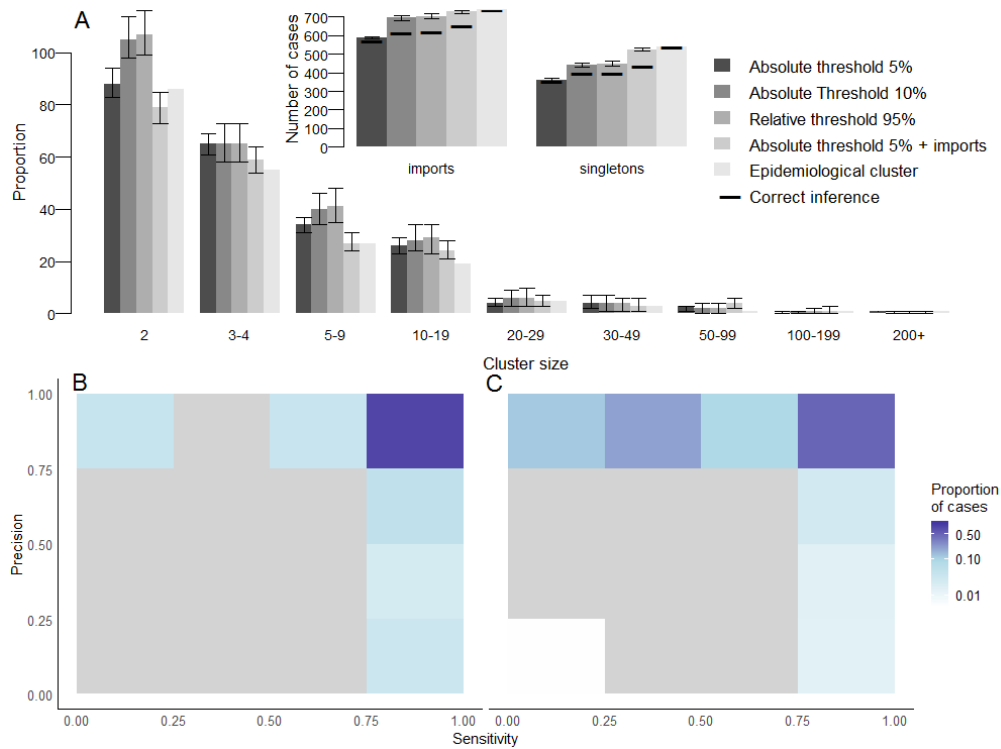 A
Proportion
100
80
60
40
20
0
2
3-4
5-9
10-19
20-29
30-49
50-99
100-199
200+
Cluster size
Number of cases
700
600
500
400
300
200
100
0
imports
singletons
Absolute threshold 5%
Absolute Threshold 10%
Relative threshold 95%
Absolute threshold 5% + imports
Epidemiological cluster
Correct inference
B
C
Precision
1.00
0.75
0.50
0.25
0.00
0.00
0.25
0.50
0.75
1.00
0.00
0.25
0.50
0.75
1.00
Sensitivity
Proportion
of cases
0.50
0.10
0.01